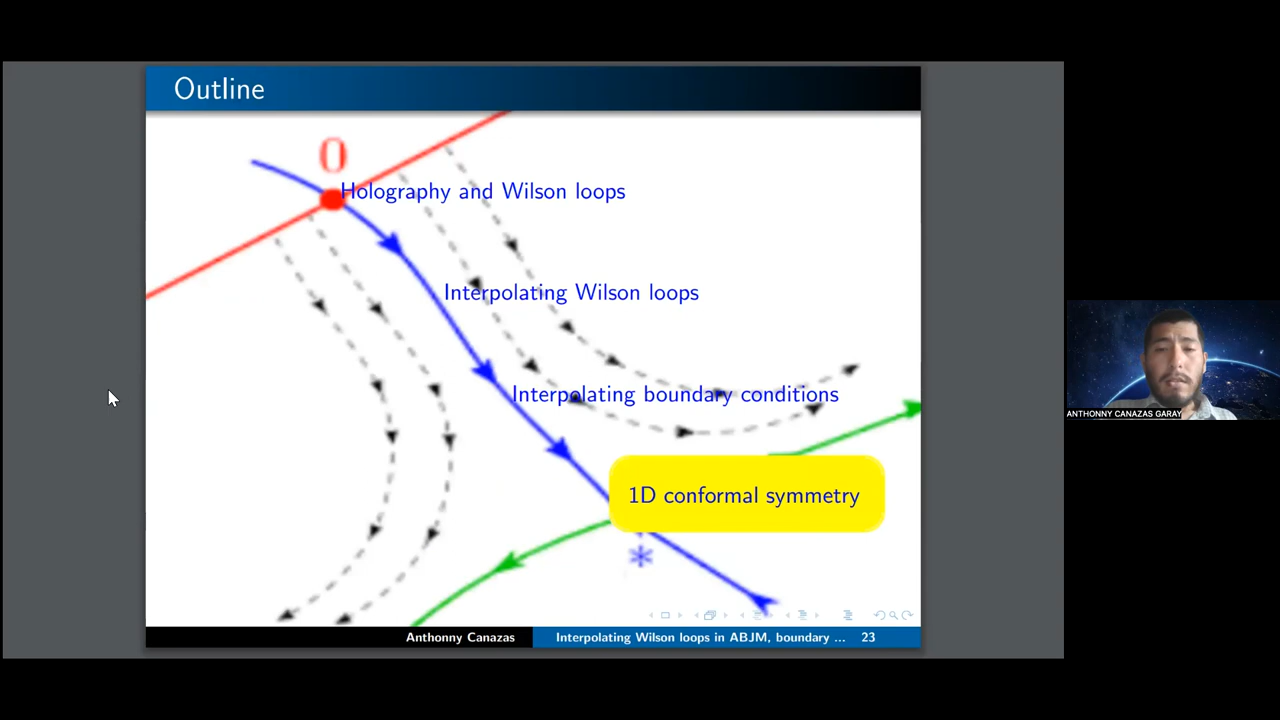 Outline
0
Holography and Wilson loops
Interpolating Wilson loops
Interpolating boundary conditions
1D conformal symmetry
*
ANTHONNY CANAZAS GARAY
Anthonny Canazas
Interpolating Wilson loops in ABJM, boundary ...
23